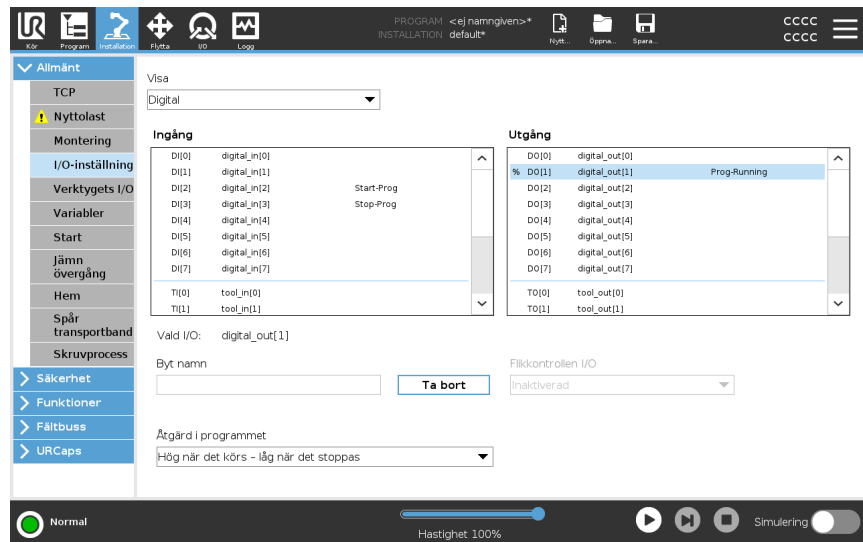 PROGRAM <ej namngiven>*
INSTALLATION default*
CCCC
CCCC
Kör Program Installation Flytta I/O Logg Nytt... Öppna... Spara...
Allmänt
TCP
Nyttolast
Montering
I/O-inställning
Verktygets I/O
Variabler
Start
Jämn
övergång
Hem
Spår
transportband
Skruvprocess
Säkerhet
Funktioner
Fältbuss
URCaps
Visa
Digital
Ingång
DI[0] digital_in[0]
DI[1] digital_in[1]
DI[2] digital_in[2] Start-Prog
DI[3] digital_in[3] Stop-Prog
DI[4] digital_in[4]
DI[5] digital_in[5]
DI[6] digital_in[6]
DI[7] digital_in[7]
TI[0] tool_in[0]
TI[1] tool_in[1]
Utgång
DO[0] digital_out[0]
% DO[1] digital_out[1] Prog-Running
DO[2] digital_out[2]
DO[3] digital_out[3]
DO[4] digital_out[4]
DO[5] digital_out[5]
DO[6] digital_out[6]
DO[7] digital_out[7]
TO[0] tool_out[0]
TO[1] tool_out[1]
Vald I/O: digital_out[1]
Byt namn
Ta bort
Flikkontrollen I/O
Inaktiverad
Åtgärd i programmet
Hög när det körs – låg när det stoppas
Normal
Hastighet 100%
Simulering